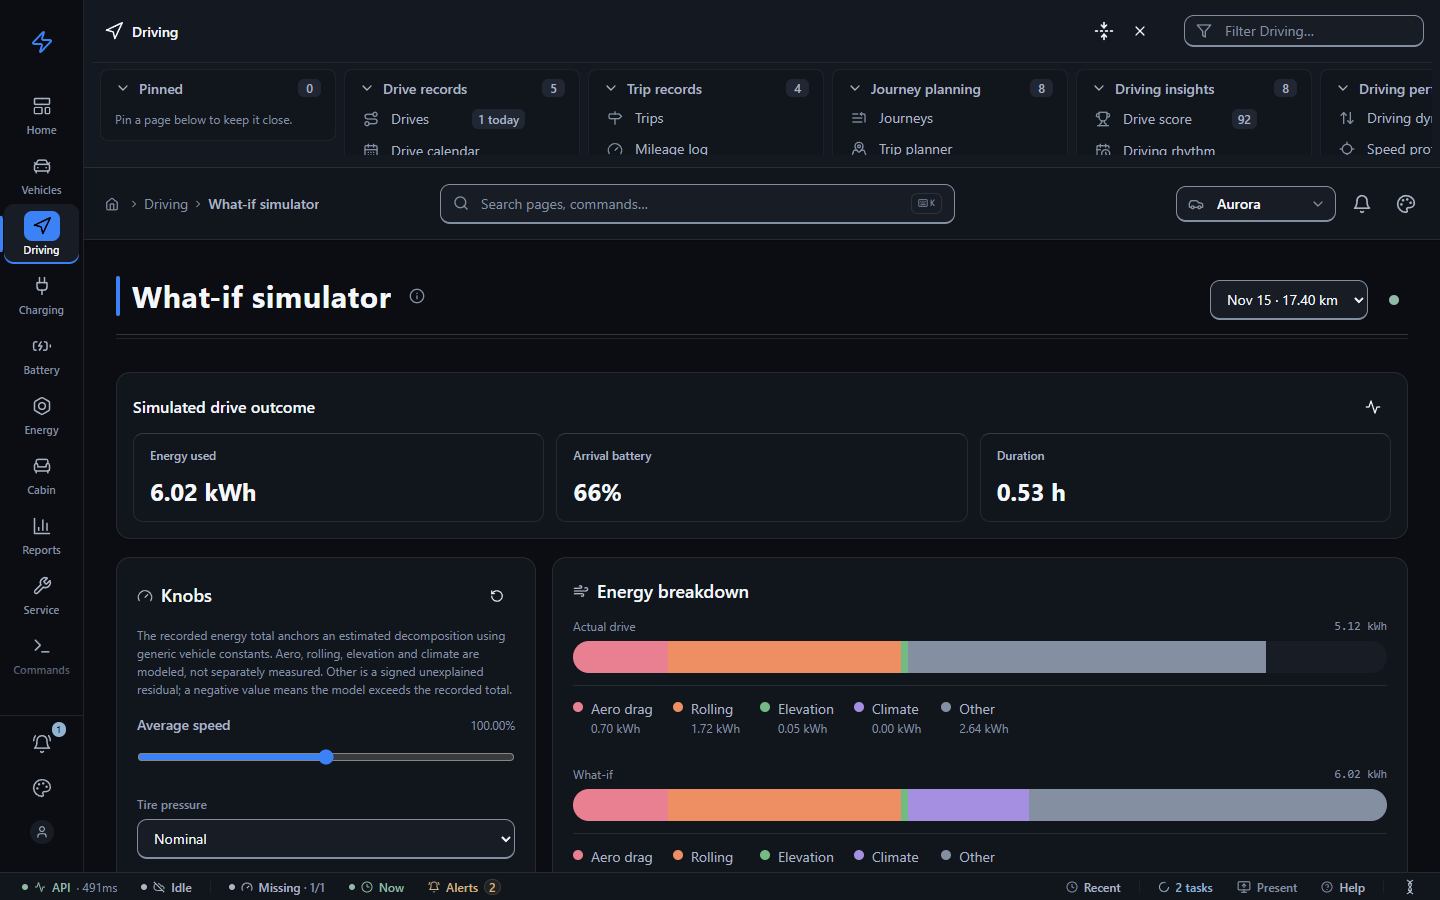 Driving
Filter Driving...
Pinned 0
Pin a page below to keep it close.
Drive records 5
Drives 1 today
Drive calendar
Trip records 4
Trips
Mileage log
Journey planning 8
Journeys
Trip planner
Driving insights 8
Drive score 92
Driving rhythm
Home
Vehicles
Driving
Charging
Battery
Energy
Cabin
Reports
Service
Commands
1
Driving
What-if simulator
Search pages, commands...
K
Aurora
What-if simulator
Nov 15 · 17.40 km
Simulated drive outcome
Energy used
6.02 kWh
Arrival battery
66%
Duration
0.53 h
Knobs
The recorded energy total anchors an estimated decomposition using
generic vehicle constants. Aero, rolling, elevation and climate are
modeled, not separately measured. Other is a signed unexplained
residual; a negative value means the model exceeds the recorded total.
Average speed 100.00%
Tire pressure
Nominal
Energy breakdown
Actual drive 5.12 kWh
Aero drag Rolling Elevation Climate Other
0.70 kWh 1.72 kWh 0.05 kWh 0.00 kWh 2.64 kWh
What-if 6.02 kWh
Aero drag Rolling Elevation Climate Other
API · 491ms
Idle
Missing · 1/1
Now
Alerts 2
Recent
2 tasks
Present
Help